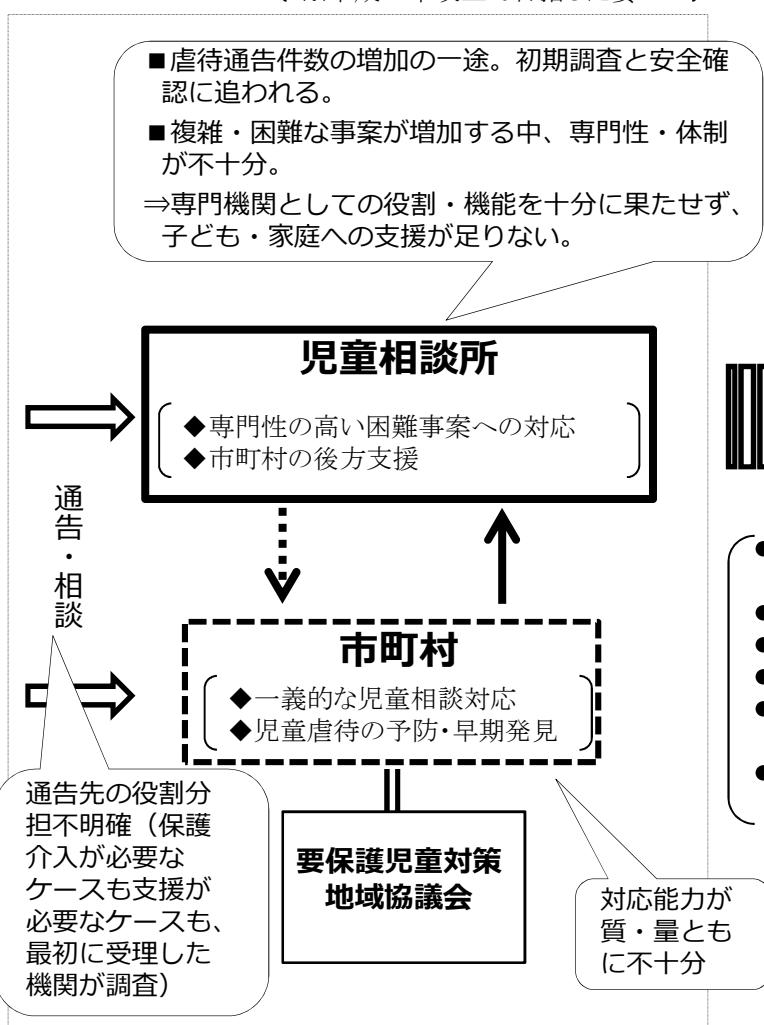 ■虐待通告件数の増加の一途。初期調査と安全確
認に追われる。
■複雑・困難な事案が増加する中、専門性・体制
が不十分。
⇒専門機関としての役割・機能を十分に果たせず、
子ども・家庭への支援が足りない。
児童相談所
◆専門性の高い困難事案への対応
◆市町村の後方支援
通告・相談
市町村
◆一義的な児童相談対応
◆児童虐待の予防・早期発見
通告先の役割分
担不明確（保護
介入が必要な
ケースも支援が
必要なケースも、
最初に受理した
機関が調査）
要保護児童対策
地域協議会
対応能力が
質・量とも
に不十分